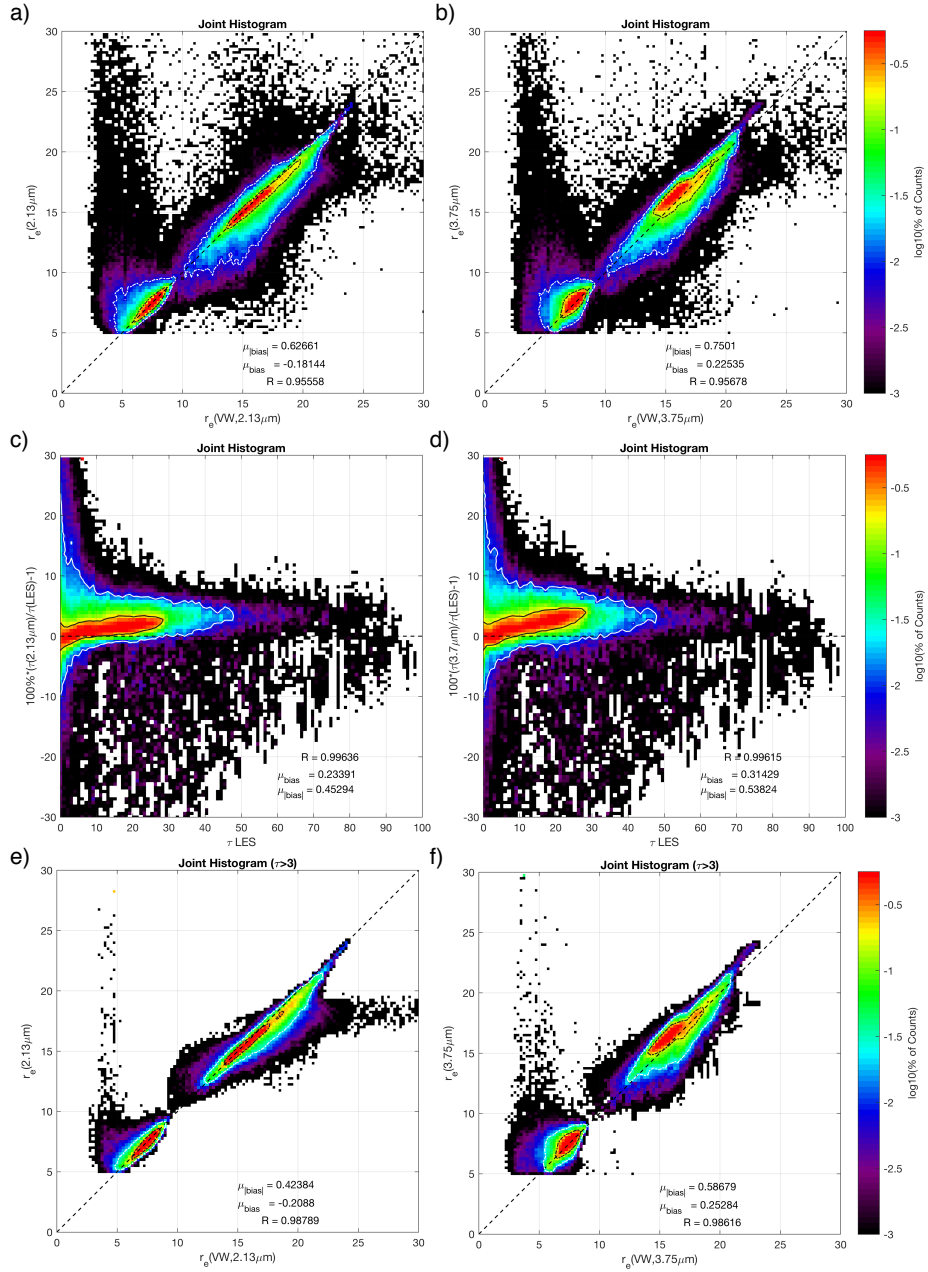 a)
Joint Histogram
30
25
20
15
10
5
0
r_e(2.13μm)
0 5 10 15 20 25 30
r_e(VW,2.13μm)
μ_|bias| = 0.62661
μ_bias = -0.18144
R = 0.95558
b)
Joint Histogram
30
25
20
15
10
5
0
r_e(3.75μm)
0 5 10 15 20 25 30
r_e(VW,3.75μm)
μ_|bias| = 0.7501
μ_bias = 0.22535
R = 0.95678
-0.5
-1
-1.5
-2
-2.5
-3
log10(% of Counts)
c)
Joint Histogram
30
20
10
0
-10
-20
-30
100%*(τ(2.13μm)/τ(LES)-1)
0 10 20 30 40 50 60 70 80 90 100
τ LES
R = 0.99636
μ_bias = 0.23391
μ_|bias| = 0.45294
d)
Joint Histogram
30
20
10
0
-10
-20
-30
100*(τ(3.7μm)/τ(LES)-1)
0 10 20 30 40 50 60 70 80 90 100
τ LES
R = 0.99615
μ_bias = 0.31429
μ_|bias| = 0.53824
-0.5
-1
-1.5
-2
-2.5
-3
log10(% of Counts)
e)
Joint Histogram (τ>3)
30
25
20
15
10
5
0
r_e(2.13μm)
0 5 10 15 20 25 30
r_e(VW,2.13μm)
μ_|bias| = 0.42384
μ_bias = -0.2088
R = 0.98789
f)
Joint Histogram (τ>3)
30
25
20
15
10
5
0
r_e(3.75μm)
0 5 10 15 20 25 30
r_e(VW,3.75μm)
μ_|bias| = 0.58679
μ_bias = 0.25284
R = 0.98616
-0.5
-1
-1.5
-2
-2.5
-3
log10(% of Counts)